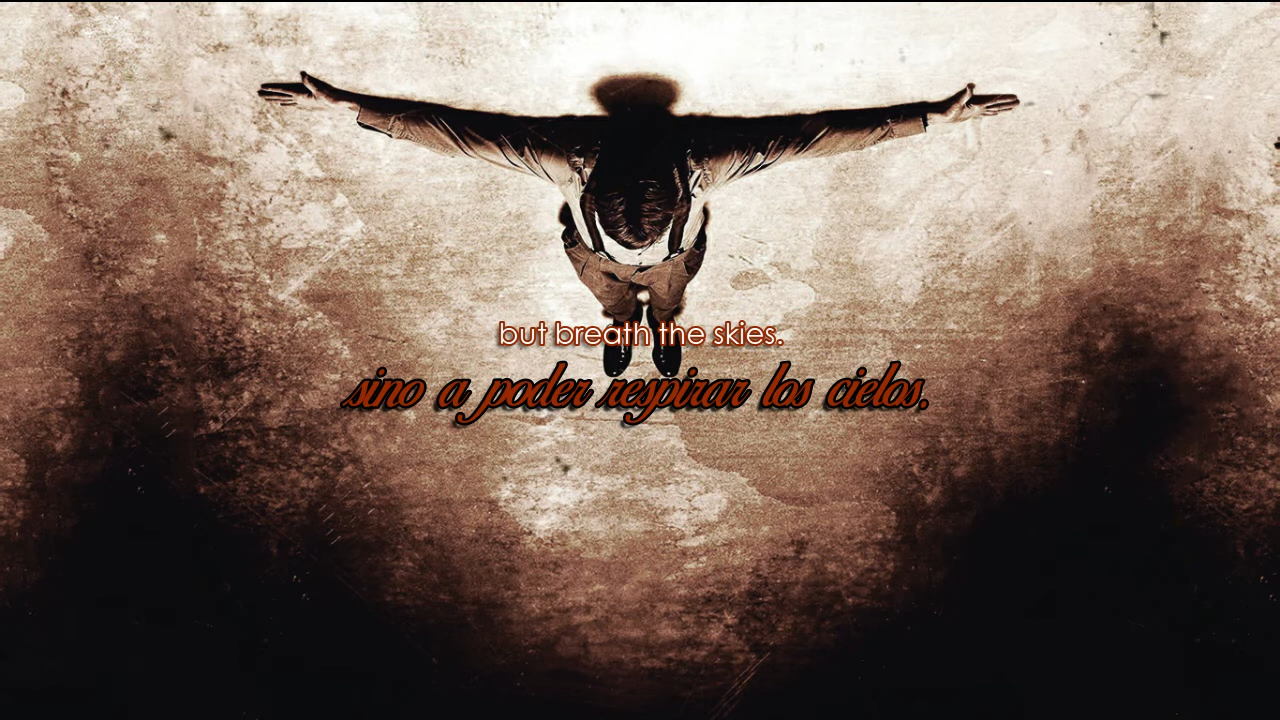 but breath the skies.
sino a poder respirar los cielos.